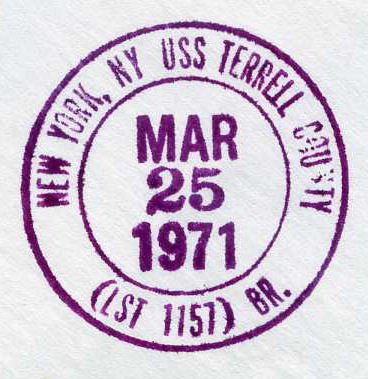 NEW YORK, NY USS TERRELL COUNTY
MAR
25
1971
(LST 1157) BR.